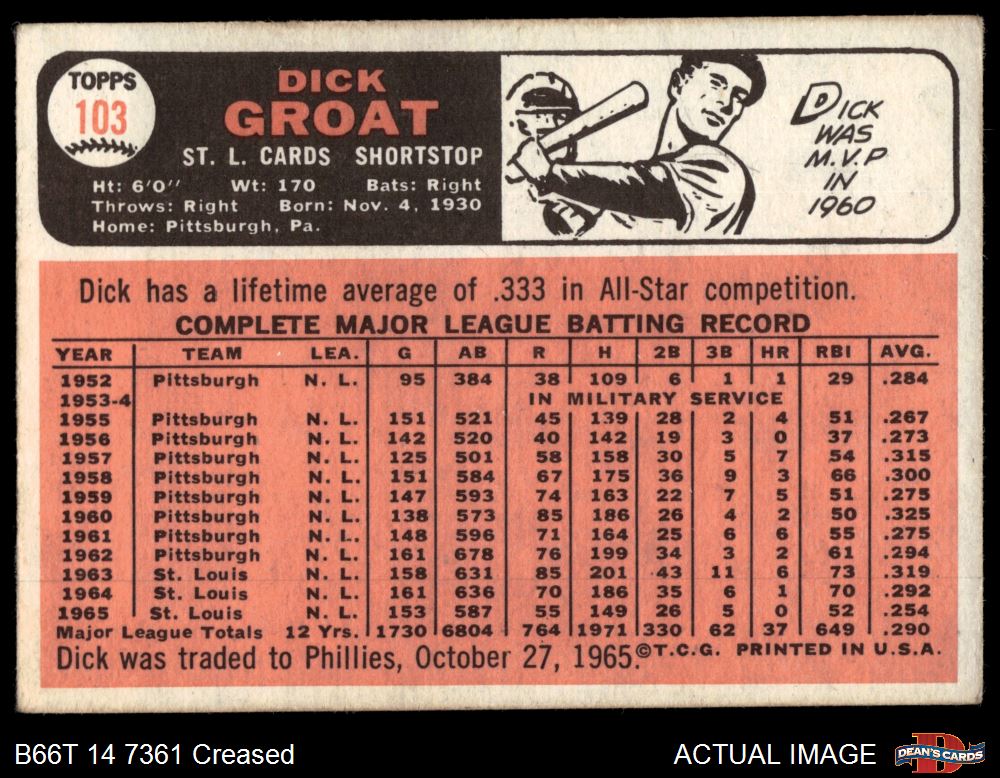 TOPPS
103
DICK
GROAT
ST. L. CARDS SHORTSTOP
Ht: 6'0" Wt: 170 Bats: Right
Throws: Right Born: Nov. 4, 1930
Home: Pittsburgh, Pa.
DICK
WAS
M.V.P
IN
1960
Dick has a lifetime average of .333 in All-Star competition.
COMPLETE MAJOR LEAGUE BATTING RECORD
YEAR TEAM LEA. G AB R H 2B 3B HR RBI AVG.
1952 Pittsburgh N. L. 95 384 38 109 6 1 1 29 .284
1953-4 IN MILITARY SERVICE
1955 Pittsburgh N. L. 151 521 45 139 28 2 4 51 .267
1956 Pittsburgh N. L. 142 520 40 142 19 3 0 37 .273
1957 Pittsburgh N. L. 125 501 58 158 30 5 7 54 .315
1958 Pittsburgh N. L. 151 584 67 175 36 9 3 66 .300
1959 Pittsburgh N. L. 147 593 74 163 22 7 5 51 .275
1960 Pittsburgh N. L. 138 573 85 186 26 4 2 50 .325
1961 Pittsburgh N. L. 148 596 71 164 25 6 6 55 .275
1962 Pittsburgh N. L. 161 678 76 199 34 3 2 61 .294
1963 St. Louis N. L. 158 631 85 201 43 11 6 73 .319
1964 St. Louis N. L. 161 636 70 186 35 6 1 70 .292
1965 St. Louis N. L. 153 587 55 149 26 5 0 52 .254
Major League Totals 12 Yrs. 1730 6804 764 1971 330 62 37 649 .290
Dick was traded to Phillies, October 27, 1965. ©T.C.G. PRINTED IN U.S.A.
B66T 14 7361 Creased
ACTUAL IMAGE
DEAN'S CARDS